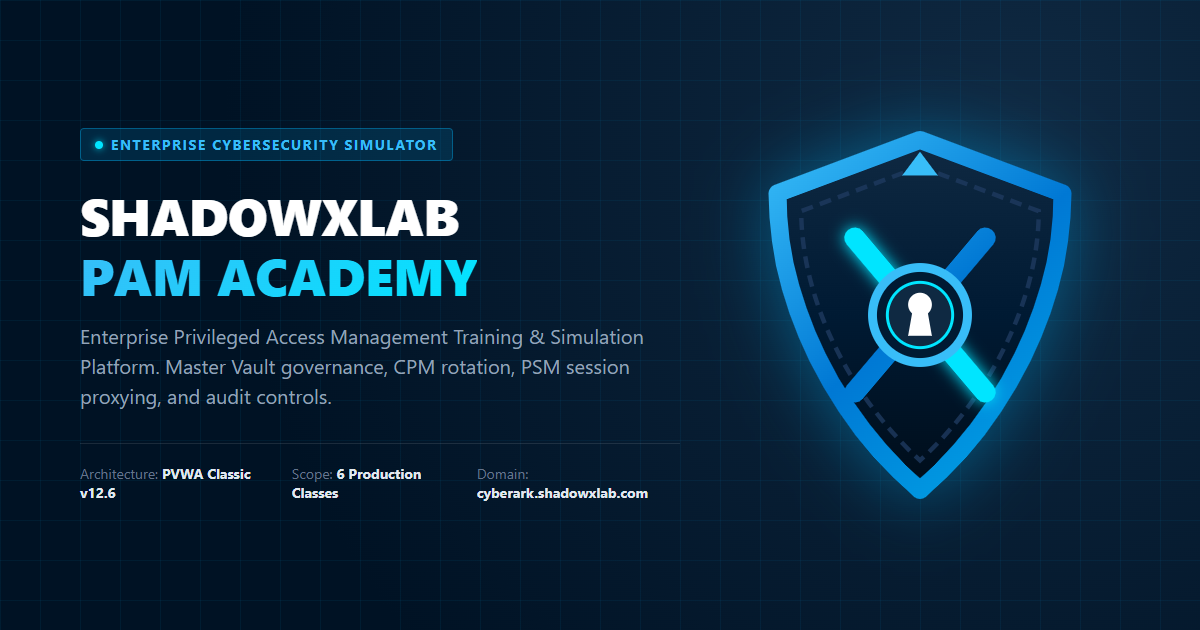 ENTERPRISE CYBERSECURITY SIMULATOR
SHADOWXLAB
PAM ACADEMY
Enterprise Privileged Access Management Training & Simulation
Platform. Master Vault governance, CPM rotation, PSM session
proxying, and audit controls.
Architecture: PVWA Classic
v12.6
Scope: 6 Production
Classes
Domain:
cyberark.shadowxlab.com